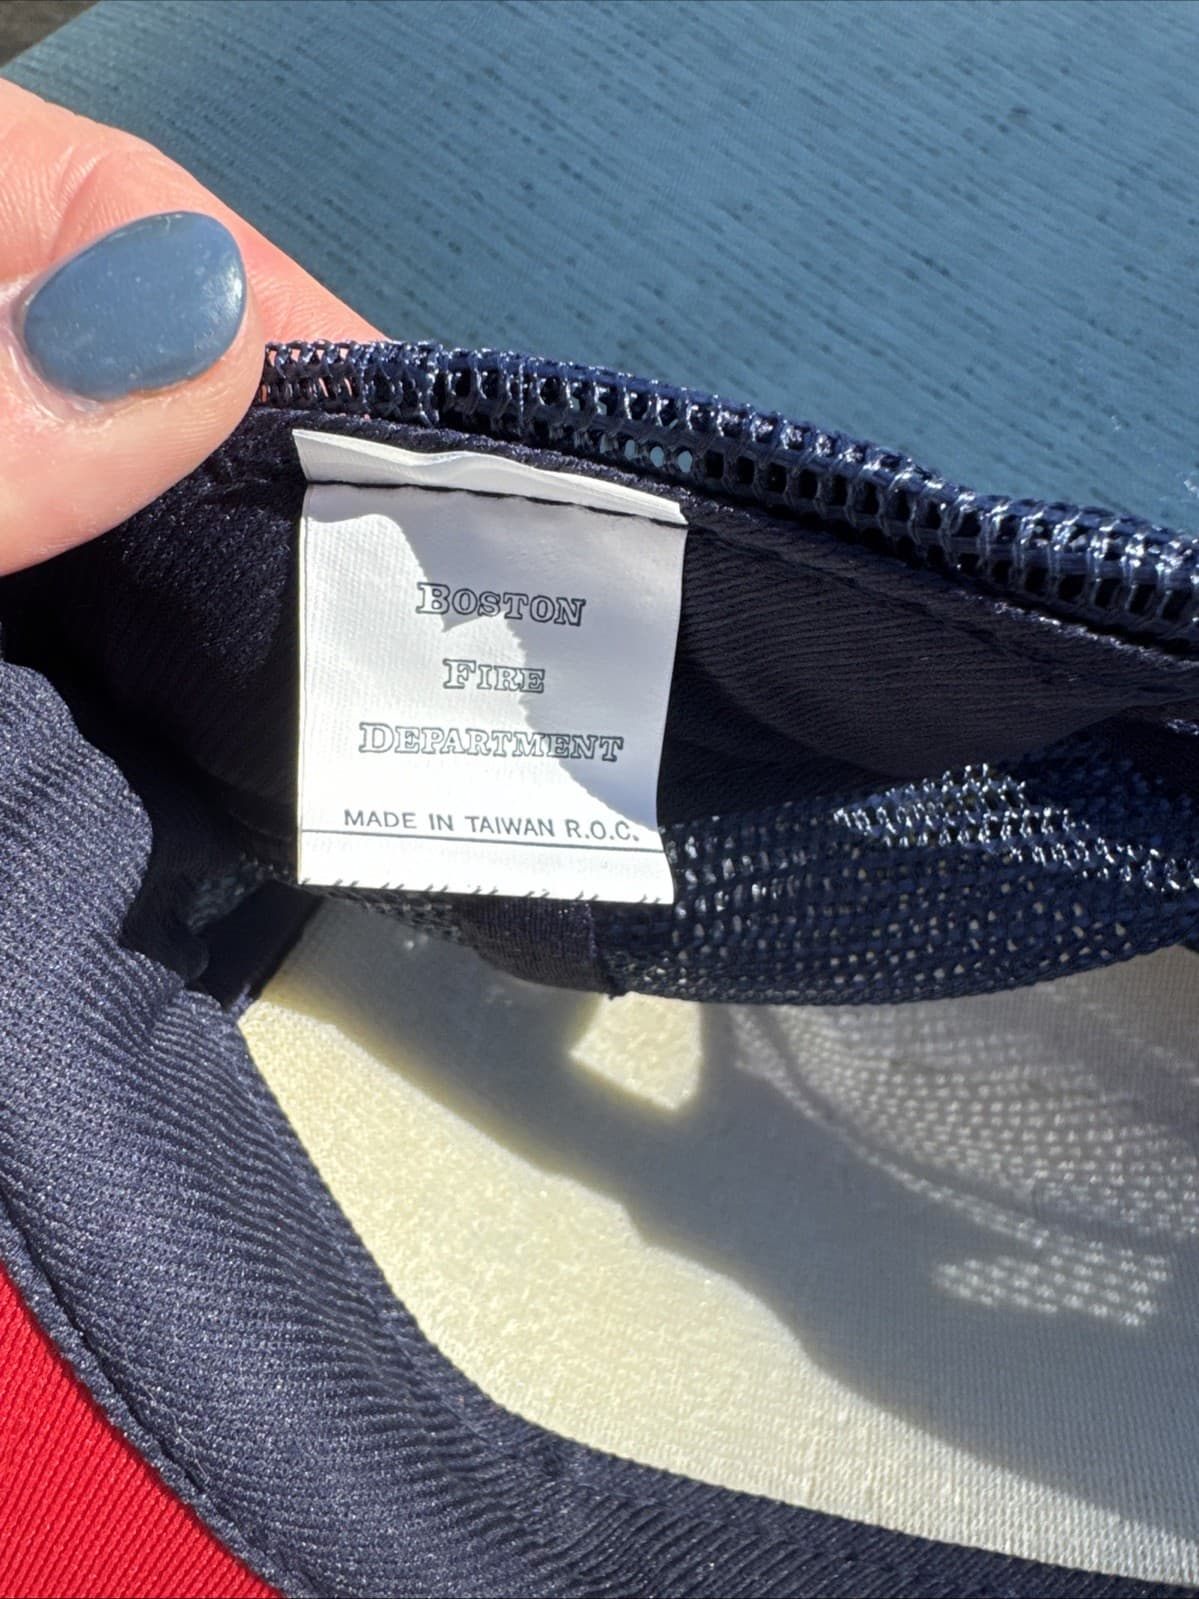 BOSTON
FIRE
DEPARTMENT
MADE IN TAIWAN R.O.C.